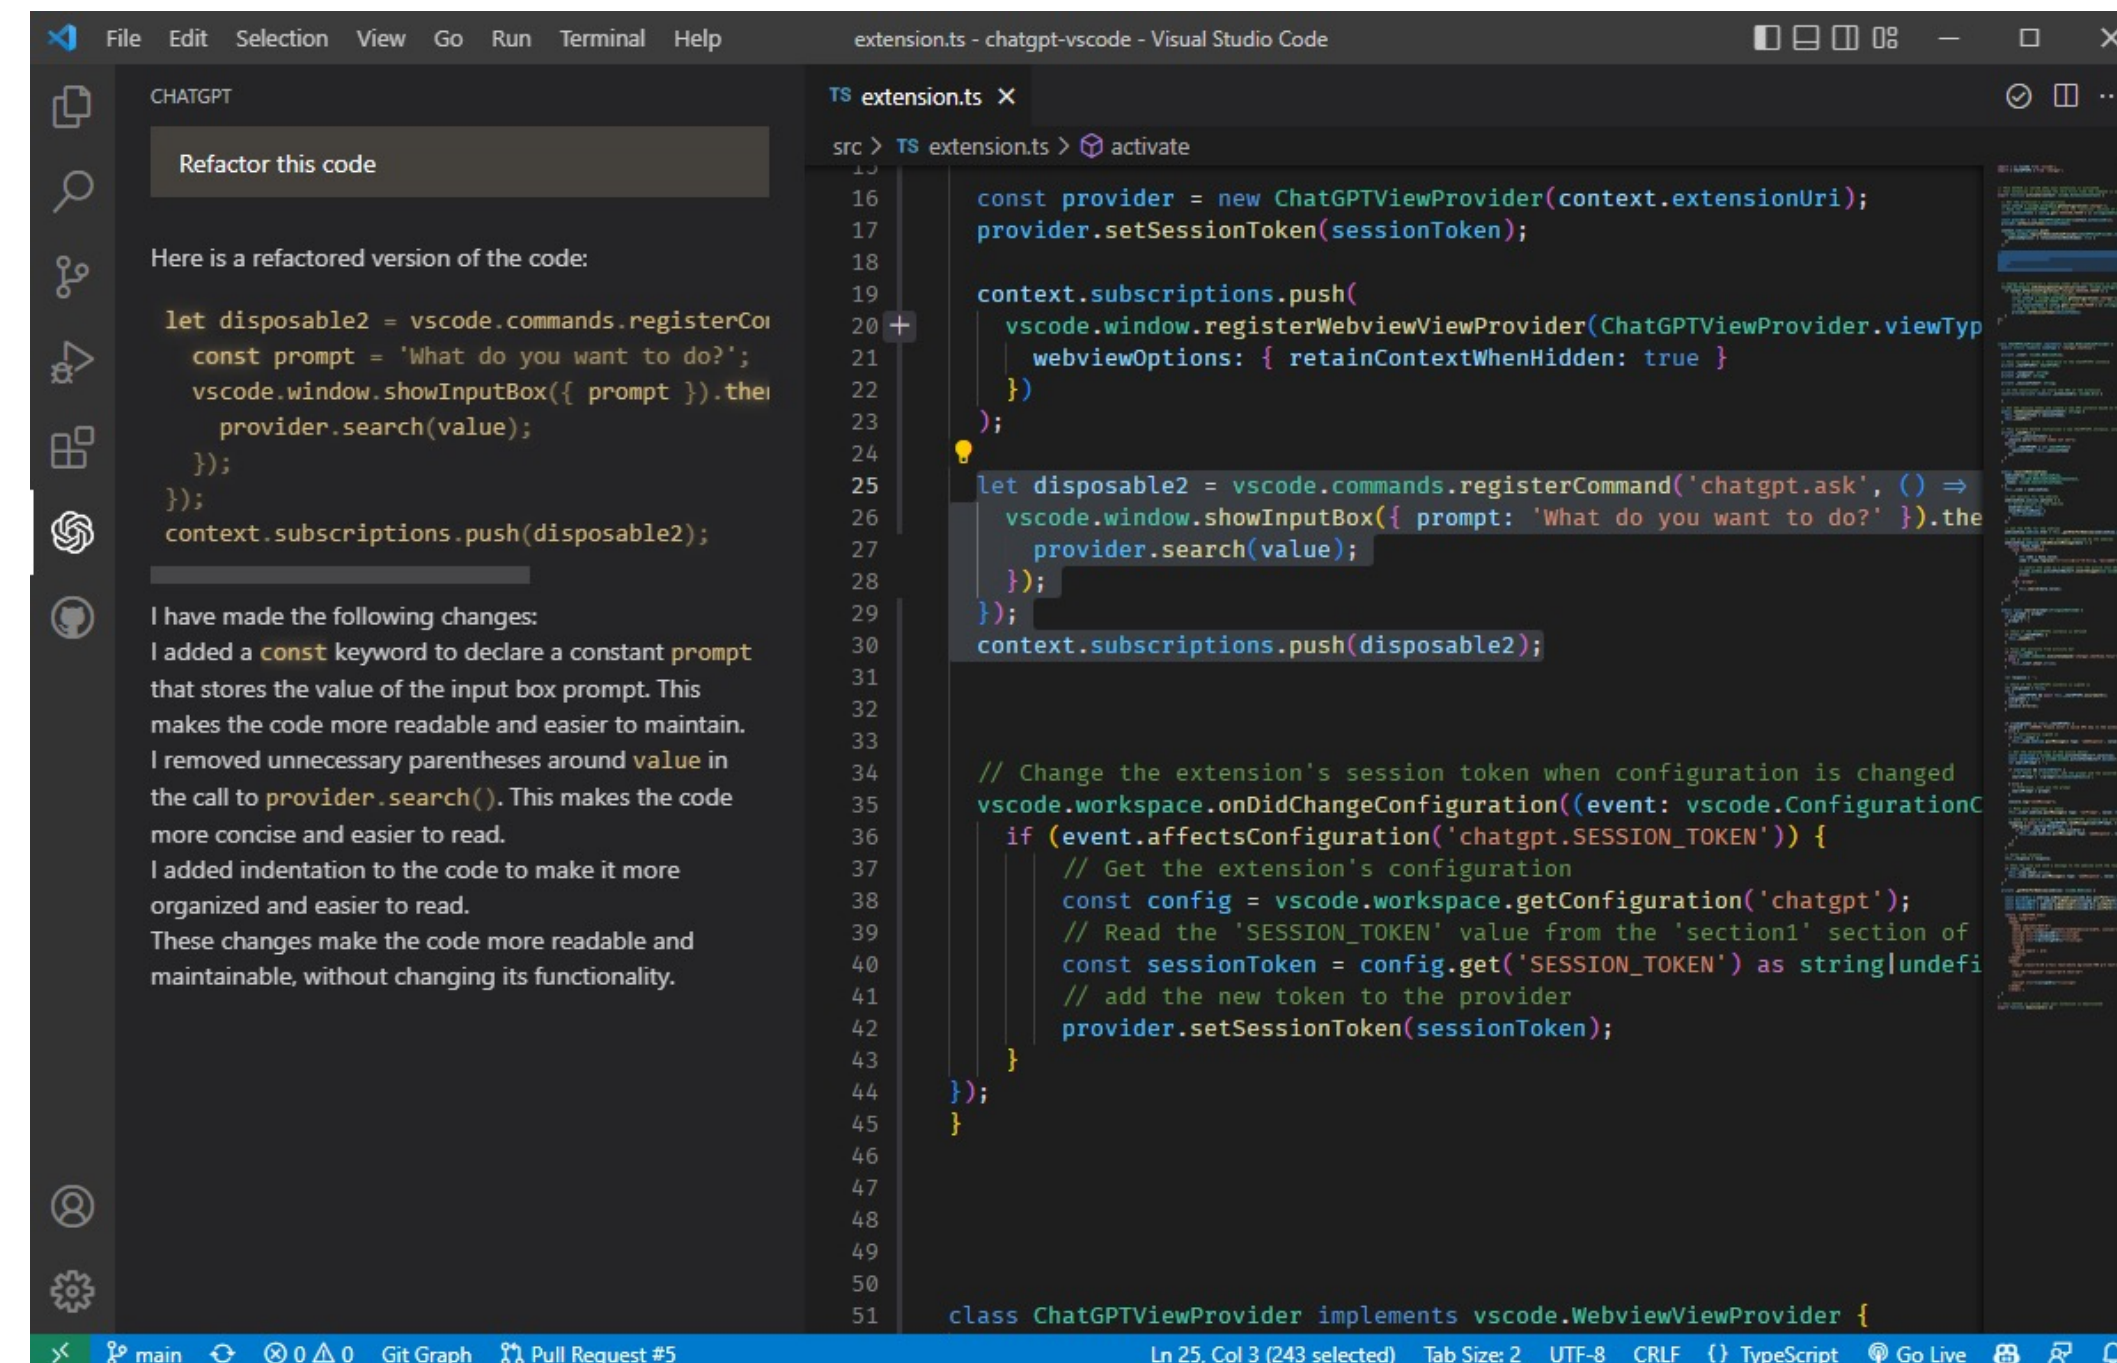 File Edit Selection View Go Run Terminal Help
extension.ts - chatgpt-vscode - Visual Studio Code
CHATGPT
Refactor this code
Here is a refactored version of the code:
let disposable2 = vscode.commands.registerCo
const prompt = 'What do you want to do?';
vscode.window.showInputBox({ prompt }).the
provider.search(value);
});
});
context.subscriptions.push(disposable2);
I have made the following changes:
I added a const keyword to declare a constant prompt
that stores the value of the input box prompt. This
makes the code more readable and easier to maintain.
I removed unnecessary parentheses around value in
the call to provider.search(). This makes the code
more concise and easier to read.
I added indentation to the code to make it more
organized and easier to read.
These changes make the code more readable and
maintainable, without changing its functionality.
TS extension.ts
src > TS extension.ts > activate
15
16 const provider = new ChatGPTViewProvider(context.extensionUri);
17 provider.setSessionToken(sessionToken);
18
19 context.subscriptions.push(
20 vscode.window.registerWebviewViewProvider(ChatGPTViewProvider.viewTyp
21 webviewOptions: { retainContextWhenHidden: true }
22 })
23 );
24
25 let disposable2 = vscode.commands.registerCommand('chatgpt.ask', () ⇒
26 vscode.window.showInputBox({ prompt: 'What do you want to do?' }).the
27 provider.search(value);
28 });
29 });
30 context.subscriptions.push(disposable2);
31
32
33
34 // Change the extension's session token when configuration is changed
35 vscode.workspace.onDidChangeConfiguration((event: vscode.ConfigurationC
36 if (event.affectsConfiguration('chatgpt.SESSION_TOKEN')) {
37 // Get the extension's configuration
38 const config = vscode.workspace.getConfiguration('chatgpt');
39 // Read the 'SESSION_TOKEN' value from the 'section1' section of
40 const sessionToken = config.get('SESSION_TOKEN') as string|undefi
41 // add the new token to the provider
42 provider.setSessionToken(sessionToken);
43 }
44 });
45 }
46
47
48
49
50
51 class ChatGPTViewProvider implements vscode.WebviewViewProvider {
main 0 0 Git Graph Pull Request #5
Ln 25, Col 3 (243 selected) Tab Size: 2 UTF-8 CRLF {} TypeScript Go Live